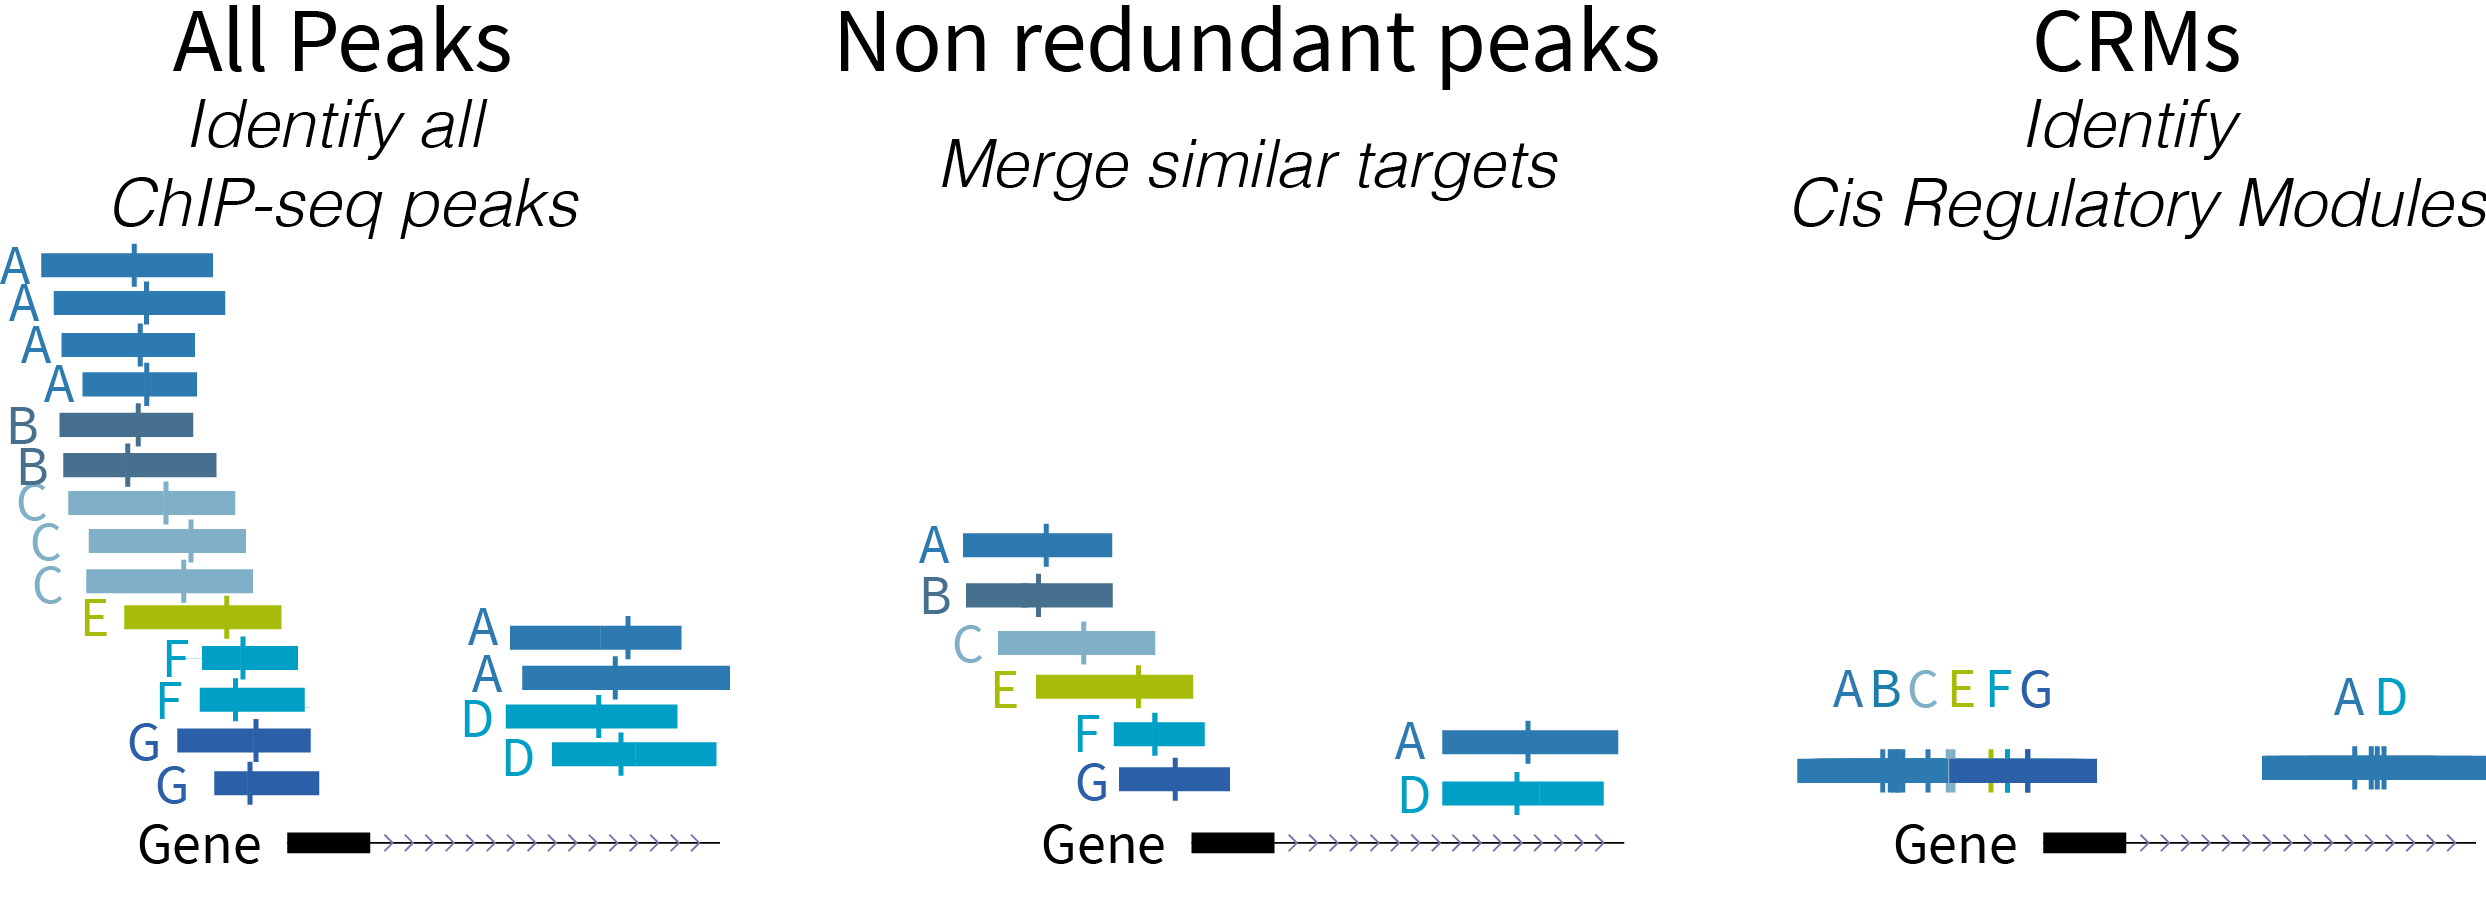 All Peaks
Identify all
ChIP-seq peaks
A
A
A
A
B
B
C
C
C
E
F
F
G
G
A
A
D
D
Gene
Non redundant peaks
Merge similar targets
A
B
C
E
F
G
A
D
Gene
CRMs
Identify
Cis Regulatory Modules
A B C E F G
A D
Gene